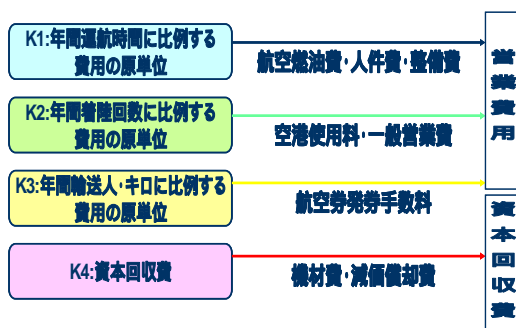 K1:年間運航時間に比例する
費用の原単位
航空燃油費・人件費・整備費
K2:年間着陸回数に比例する
費用の原単位
空港使用料・一般営業費
K3:年間輸送人・キロに比例する
費用の原単位
航空券発券手数料
K4:資本回収費
機材費・減価償却費
営業費用
資本回収費